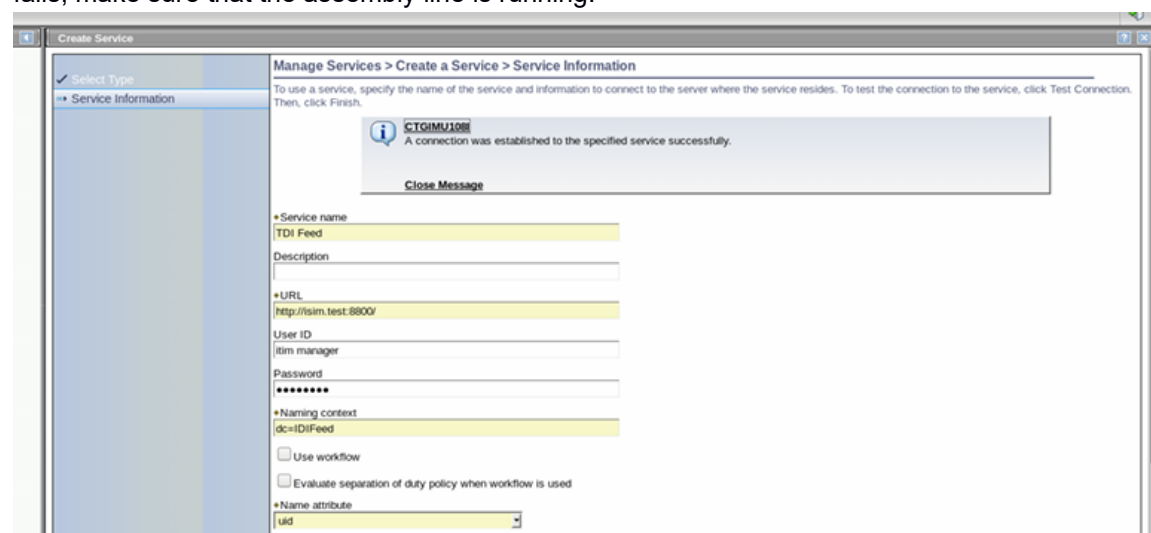 fails, make sure that the assembly line is running.
Create Service
Select Type
Service Information
Manage Services > Create a Service > Service Information
To use a service, specify the name of the service and information to connect to the server where the service resides. To test the connection to the service, click Test Connection.
Then, click Finish.
CTGIMU108I
A connection was established to the specified service successfully.
Close Message
Service name
TDI Feed
Description
URL
http://isim.test:8800/
User ID
itim manager
Password
Naming context
dc=IDIFeed
Use workflow
Evaluate separation of duty policy when workflow is used
Name attribute
uid